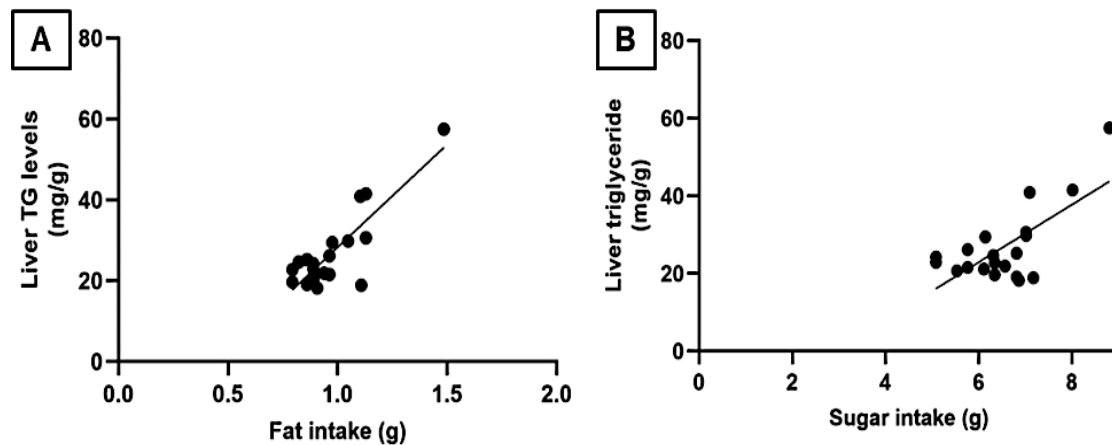 A
Liver TG levels
(mg/g)
80
60
40
20
0
0.0 0.5 1.0 1.5 2.0
Fat intake (g)
B
Liver triglyceride
(mg/g)
80
60
40
20
0
0 2 4 6 8
Sugar intake (g)